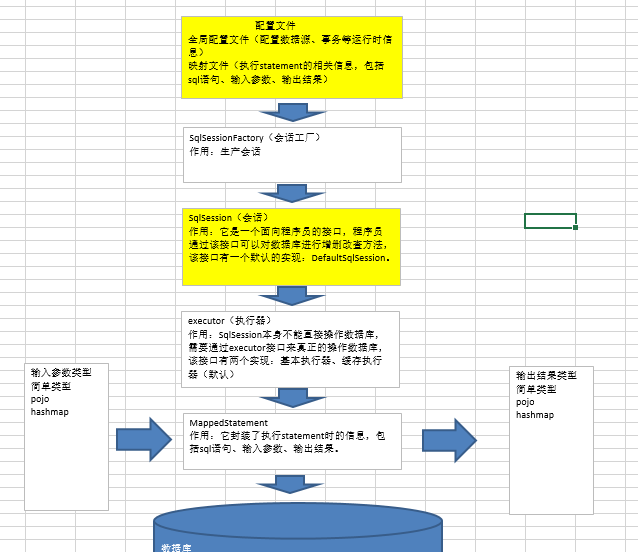 配置文件
全局配置文件（配置数据源、事务等运行时信
息）
映射文件（执行statement的相关信息，包括
sql语句、输入参数、输出结果）
SqlSessionFactory（会话工厂）
作用：生产会话
SqlSession（会话）
作用：它是一个面向程序员的接口，程序员
通过该接口可以对数据库进行增删改查方法，
该接口有一个默认的实现：DefaultSqlSession。
executor（执行器）
作用：SqlSession本身不能直接操作数据库，
需要通过executor接口来真正的操作数据库，
该接口有两个实现：基本执行器、缓存执行
器（默认）
输入参数类型
简单类型
pojo
hashmap
MappedStatement
作用：它封装了执行statement时的信息，包
括sql语句、输入参数、输出结果。
输出结果类型
简单类型
pojo
hashmap
数据库